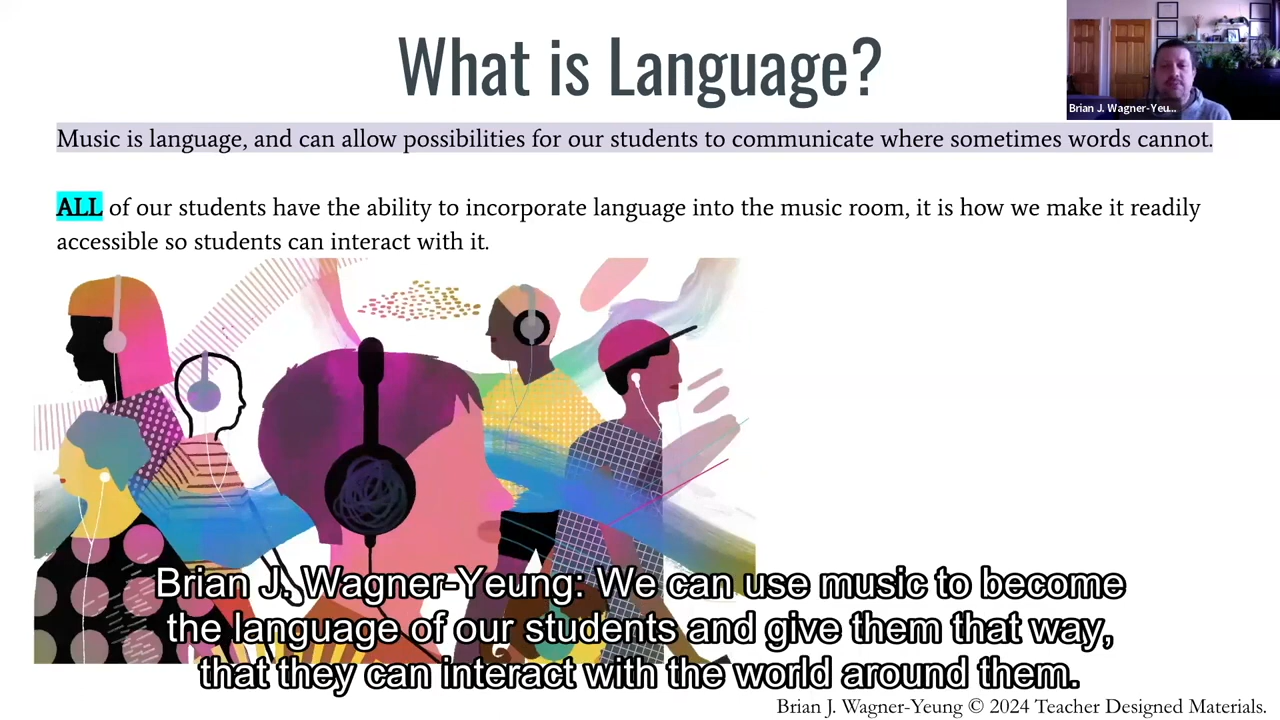 What is Language?
Brian J. Wagner-Yeu...
Music is language, and can allow possibilities for our students to communicate where sometimes words cannot.
ALL of our students have the ability to incorporate language into the music room, it is how we make it readily
accessible so students can interact with it.
Brian J. Wagner-Yeung: We can use music to become
the language of our students and give them that way,
that they can interact with the world around them.
Brian J. Wagner-Yeung © 2024 Teacher Designed Materials.